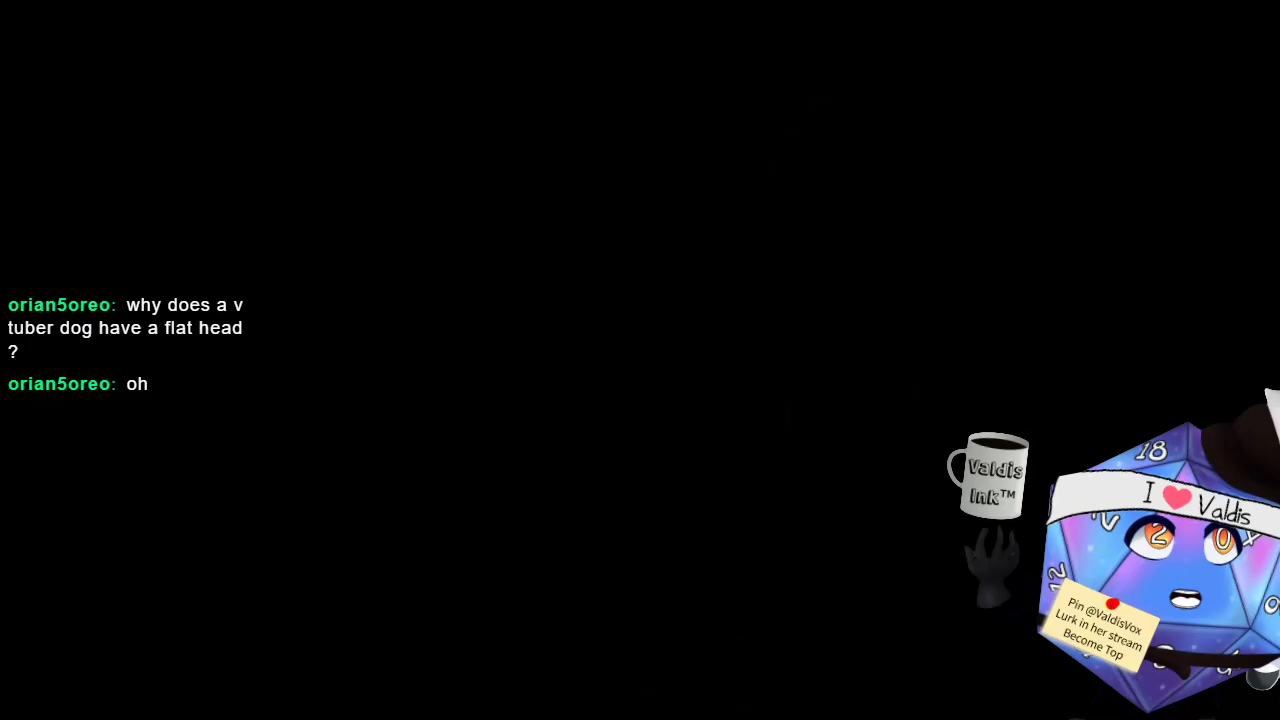 orian5oreo: why does a v
tuber dog have a flat head
?
orian5oreo: oh
18
Valdis
Ink™
I ❤ Valdis
2 0
12
Pin @ValdisVox
Lurk in her stream
Become Top